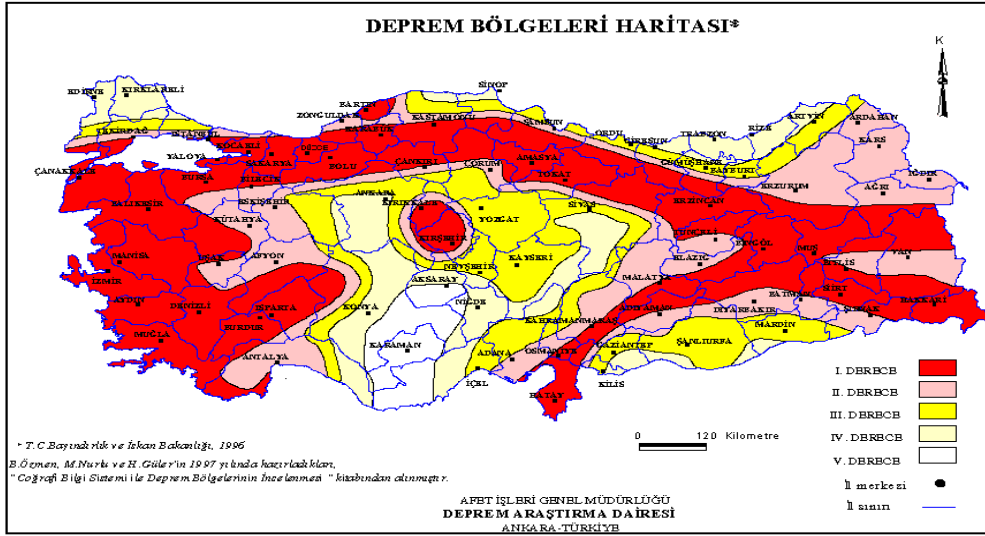 DEPREM BÖLGELERİ HARİTASI*
K
SİNOP
EDİRNE
KIRKLARELİ
BARTIN
ZONGULDAK
KASTAMONU
ARTVİN
ARDAHAN
TEKİRDAĞ
İSTANBUL
KARABÜK
SAMSUN
ORDU
GİRESUN
TRABZON
RİZE
KARS
KOCAELİ
YALOVA
SAKARYA
BOLU
ÇANKIRI
AMASYA
GÜMÜŞHANE
BAYBURT
ÇANAKKALE
BURSA
BİLECİK
ÇORUM
TOKAT
ERZURUM
AĞRI
IĞDIR
BALIKESİR
ESKİŞEHİR
ANKARA
KIRIKKALE
YOZGAT
SİVAS
ERZİNCAN
KÜTAHYA
KIRŞEHİR
TUNCELİ
BİNGÖL
MUŞ
MANİSA
UŞAK
AFYON
NEVŞEHİR
KAYSERİ
ELAZIĞ
BİTLİS
VAN
İZMİR
AKSARAY
MALATYA
AYDIN
DENİZLİ
ISPARTA
KONYA
NİĞDE
ADIYAMAN
DİYARBAKIR
BATMAN
SİİRT
HAKKARİ
MUĞLA
BURDUR
KAHRAMANMARAŞ
MARDİN
ŞIRNAK
ANTALYA
KARAMAN
ADANA
OSMANİYE
GAZİANTEP
ŞANLIURFA
İÇEL
KİLİS
HATAY
I. DERECE
II. DERECE
III. DERECE
IV. DERECE
V. DERECE
İl merkezi
İl sınırı
0 120 Kilometre
* T.C.Bayındırlık ve İskan Bakanlığı, 1996
B.Özmen, M.Nurlu ve H.Güler'in 1997 yılında hazırladıkları,
"Coğrafi Bilgi Sistemi ile Deprem Bölgelerinin İncelenmesi" kitabından alınmıştır.
AFET İŞLERİ GENEL MÜDÜRLÜĞÜ
DEPREM ARAŞTIRMA DAİRESİ
ANKARA-TÜRKİYE